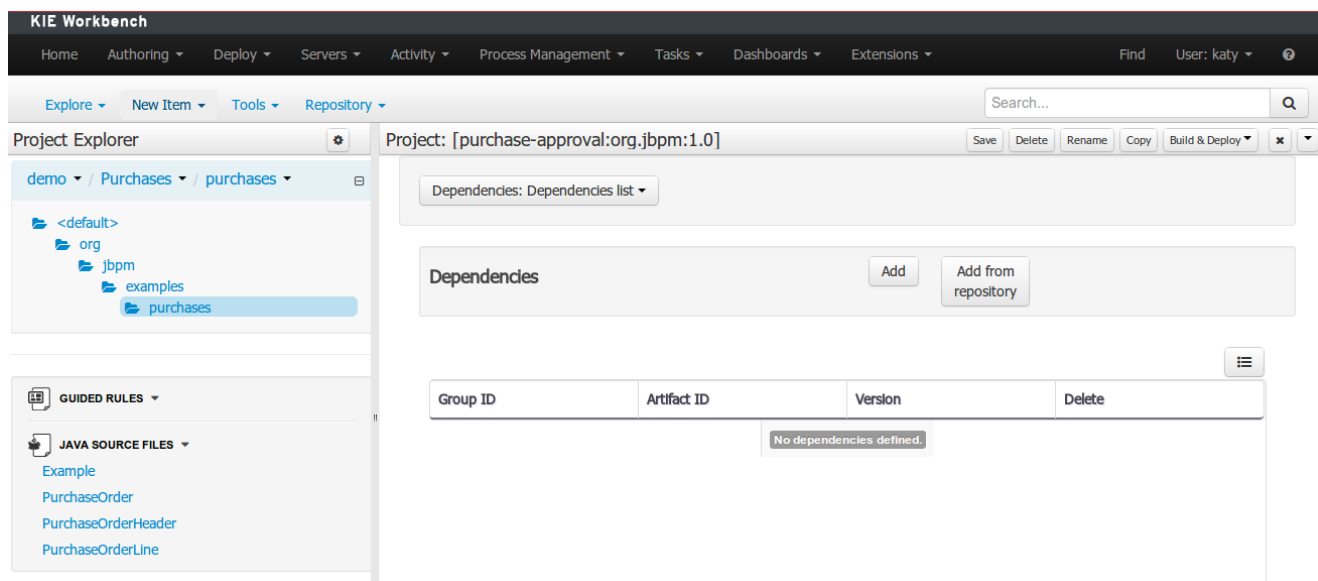 KIE Workbench
Home Authoring Deploy Servers Activity Process Management Tasks Dashboards Extensions Find User: katy
Explore New Item Tools Repository Search...
Project Explorer
Project: [purchase-approval:org.jbpm:1.0] Save Delete Rename Copy Build & Deploy
demo / Purchases / purchases
<default>
org
jbpm
examples
purchases
GUIDED RULES
JAVA SOURCE FILES
Example
PurchaseOrder
PurchaseOrderHeader
PurchaseOrderLine
Dependencies: Dependencies list
Dependencies Add Add from
repository
Group ID Artifact ID Version Delete
No dependencies defined.